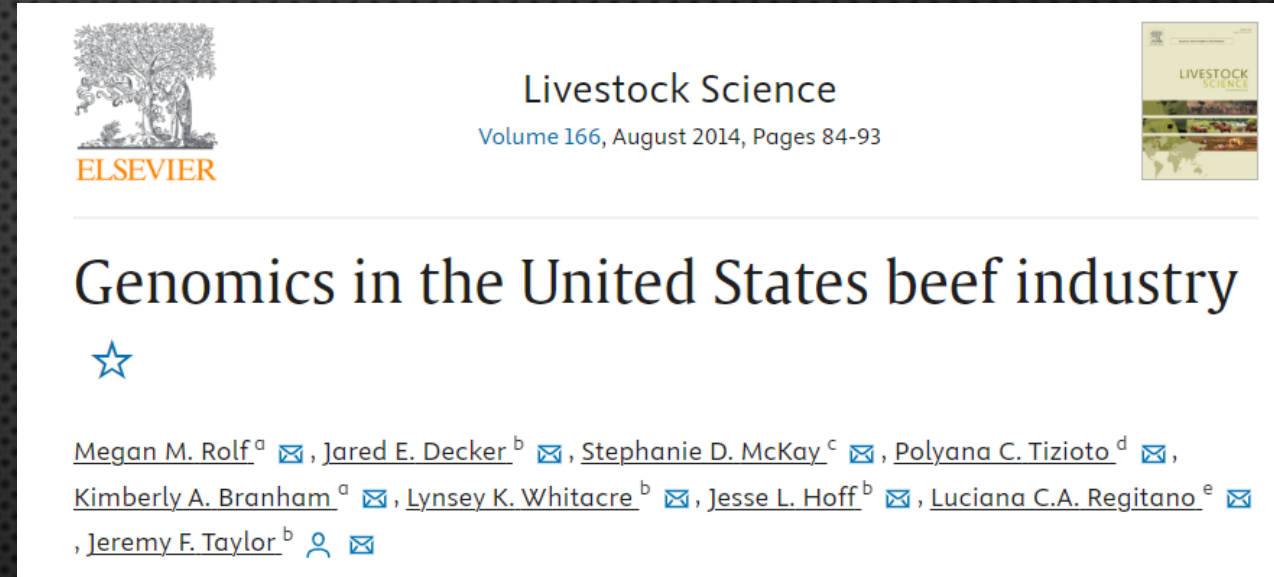 ELSEVIER
Livestock Science
Volume 166, August 2014, Pages 84-93
LIVESTOCK
SCIENCE
Genomics in the United States beef industry
Megan M. Rolf a , Jared E. Decker b , Stephanie D. McKay c , Polyana C. Tizioto d ,
Kimberly A. Branham a , Lynsey K. Whitacre b , Jesse L. Hoff b , Luciana C.A. Regitano e
, Jeremy F. Taylor b